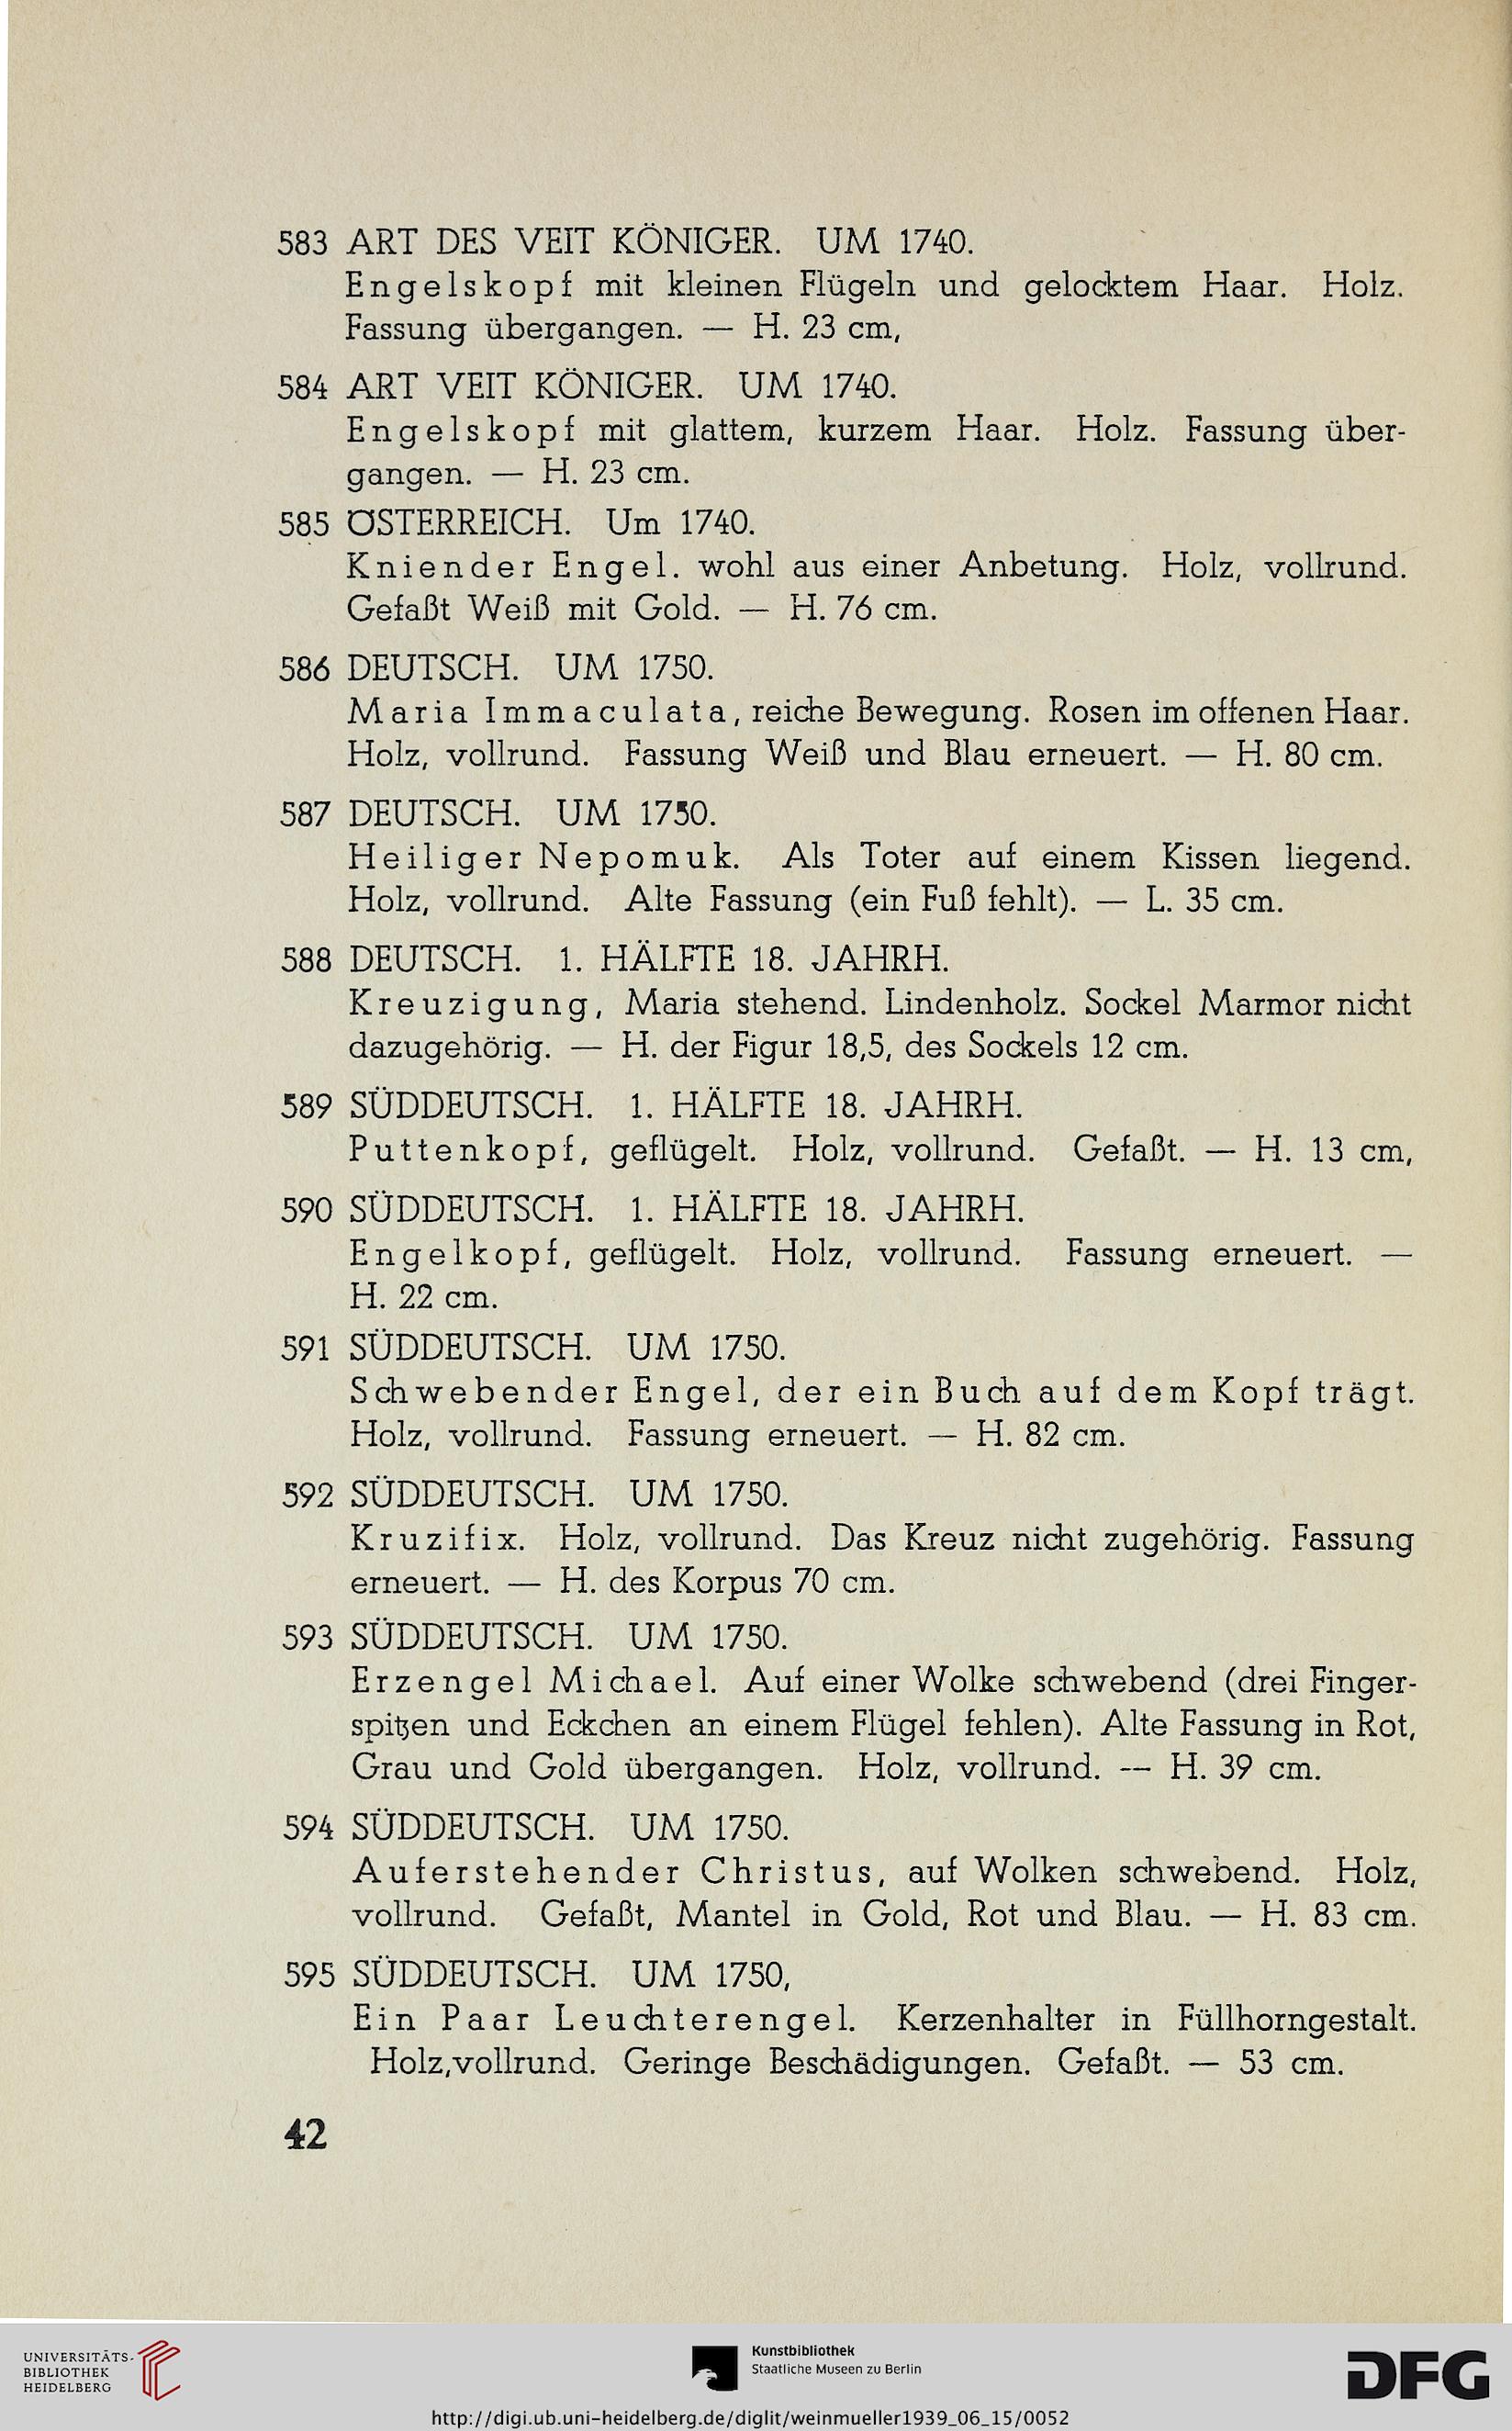 583 ART DES VEIT KÖNIGER. UM 1740.
Engelskopf mit kleinen Flügeln und gelocktem Haar. Holz.
Fassung übergangen. — H. 23 cm,
584 ART VEIT KÖNIGER. UM 1740.
Engelskopf mit glattem, kurzem Haar. Holz. Fassung über-
gangen. — H. 23 cm.
585 ÖSTERREICH. Um 1740.
Kniender Engel. wohl aus einer Anbetung. Holz, vollrund.
Gefaßt Weiß mit Gold. — H. 76 cm.
586 DEUTSCH. UM 1750.
Maria Immaculata, reiche Bewegung. Rosen im offenen Haar.
Holz, vollrund. Fassung Weiß und Blau erneuert. — H. 80 cm.
587 DEUTSCH. UM 1750.
Heiliger Nepomuk. Als Toter auf einem Kissen liegend.
Holz, vollrund. Alte Fassung (ein Fuß fehlt). — L. 35 cm.
588 DEUTSCH. 1. HÄLFTE 18. JAHRH.
Kreuzigung, Maria stehend. Lindenholz. Sockel Marmor nicht
dazugehörig. — H. der Figur 18,5, des Sockels 12 cm.
589 SÜDDEUTSCH. 1. HÄLFTE 18. JAHRH.
Puttenkopf, geflügelt. Holz, vollrund. Gefaßt. — H. 13 cm,
590 SÜDDEUTSCH. 1. HÄLFTE 18. JAHRH.
Engelkopf, geflügelt. Holz, vollrund. Fassung erneuert. —
H. 22 cm.
591 SÜDDEUTSCH. UM 1750.
Schwebender Engel, der ein Buch auf dem Kopf trägt.
Holz, vollrund. Fassung erneuert. — H. 82 cm.
592 SÜDDEUTSCH. UM 1750.
Kruzifix. Holz, vollrund. Das Kreuz nicht zugehörig. Fassung
erneuert. — H. des Korpus 70 cm.
593 SÜDDEUTSCH. UM 1750.
Erzengel Michael. Auf einer Wolke schwebend (drei Finger-
spitzen und Eckchen an einem Flügel fehlen). Alte Fassung in Rot,
Grau und Gold übergangen. Holz, vollrund. — H. 39 cm.
594 SÜDDEUTSCH. UM 1750.
Auferstehender Christus, auf Wolken schwebend. Holz,
vollrund. Gefaßt, Mantel in Gold, Rot und Blau. — H. 83 cm.
595 SÜDDEUTSCH. UM 1750,
Ein Paar Leuchterengel. Kerzenhalter in Füllhorngestalt.
Holz,vollrund. Geringe Beschädigungen. Gefaßt. — 53 cm.
42
UNIVERSITÄTS-
BIBLIOTHEK
HEIDELBERG
Kunstbibliothek
Staatliche Museen zu Berlin
DFG
http://digi.ub.uni-heidelberg.de/diglit/weinmueller1939_06_15/0052